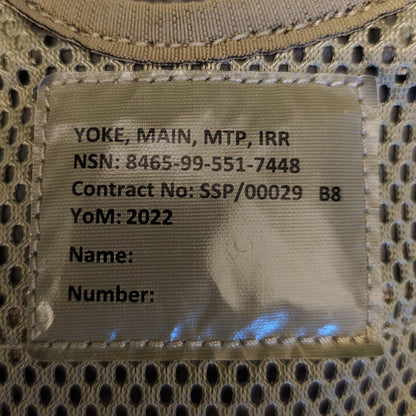 YOKE, MAIN, MTP, IRR
NSN: 8465-99-551-7448
Contract No: SSP/00029 B8
YoM: 2022
Name:
Number: